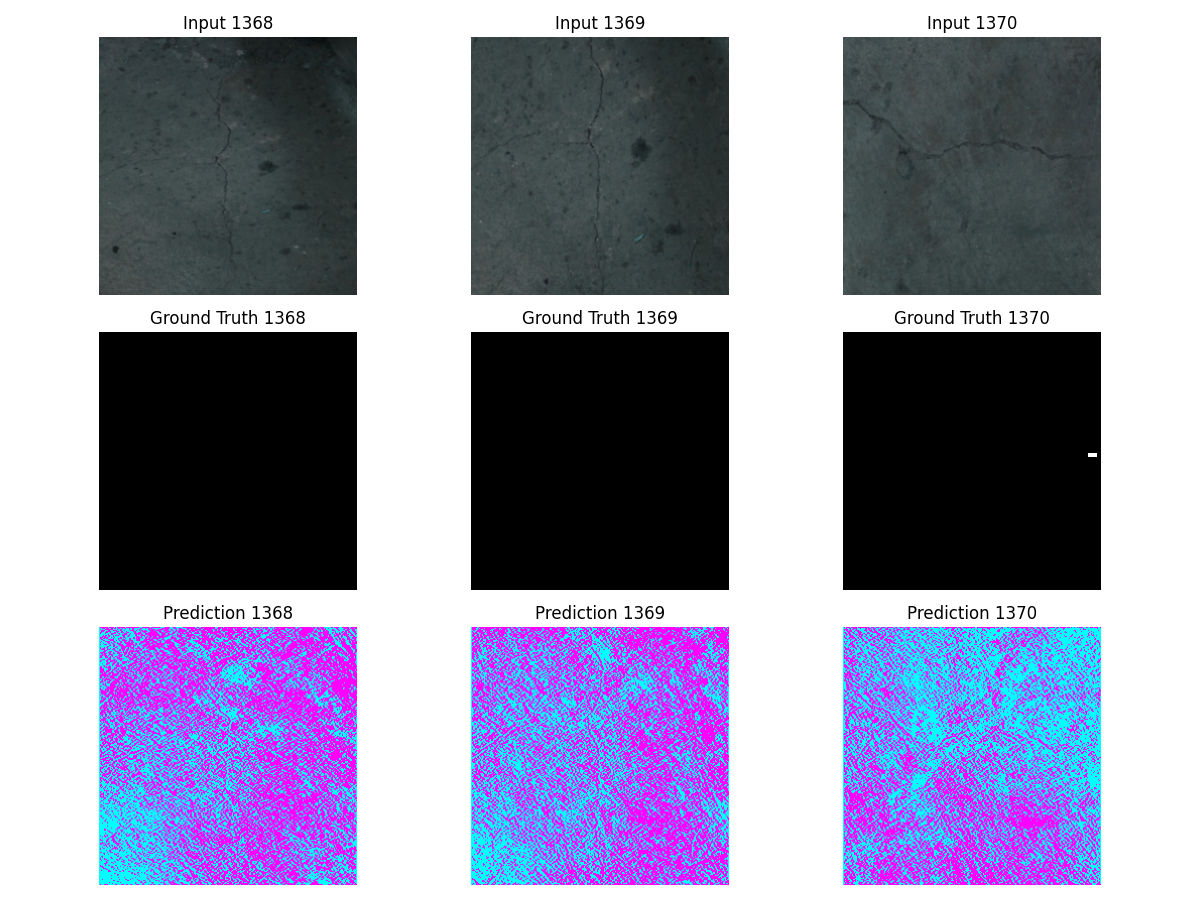 Input 1368
Input 1369
Input 1370
Ground Truth 1368
Ground Truth 1369
Ground Truth 1370
Prediction 1368
Prediction 1369
Prediction 1370